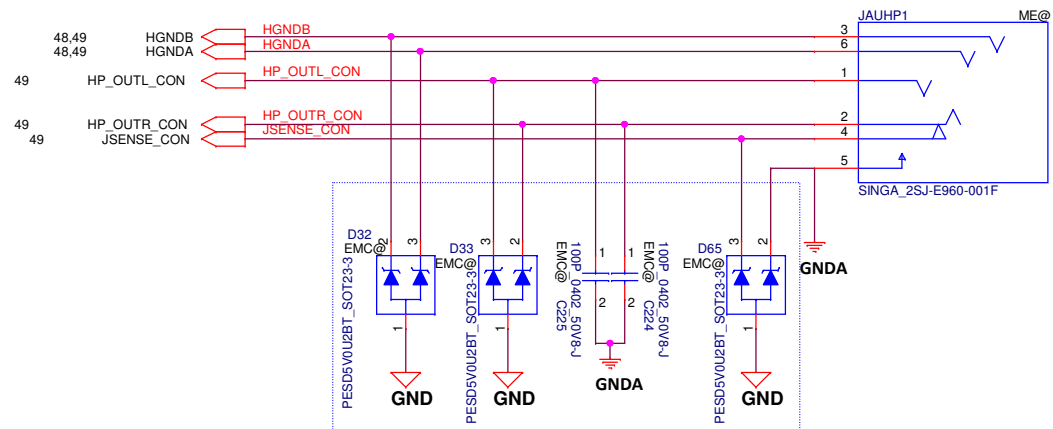 JAUHP1 ME@
48,49 HGNDB HGNDB 3
48,49 HGNDA HGNDA 6
49 HP_OUTL_CON HP_OUTL_CON 1
49 HP_OUTR_CON HP_OUTR_CON 2
49 JSENSE_CON JSENSE_CON 4
5
SINGA_2SJ-E960-001F
D32
EMC@
2 3
1
PESD5V0U2BT_SOT23-3
GND
D33
EMC@
3 2
1
PESD5V0U2BT_SOT23-3
GND
100P_0402_50V8-J
EMC@ C225
1
2
1
2
EMC@ C224
100P_0402_50V8-J
GNDA
D65
EMC@
3 2
1
PESD5V0U2BT_SOT23-3
GND
GNDA